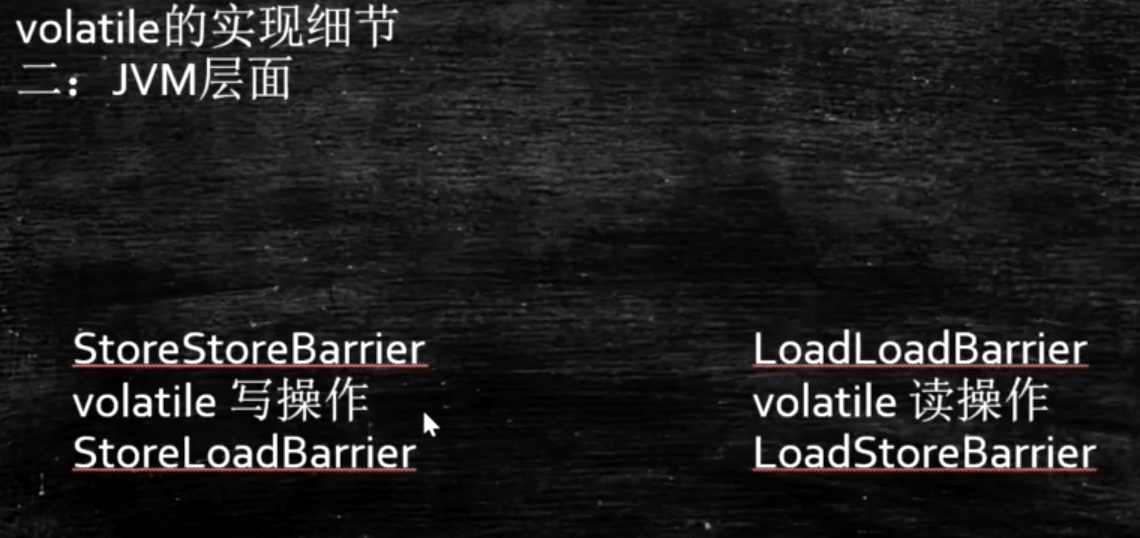 volatile的实现细节
二：JVM层面
StoreStoreBarrier
volatile 写操作
StoreLoadBarrier
LoadLoadBarrier
volatile 读操作
LoadStoreBarrier